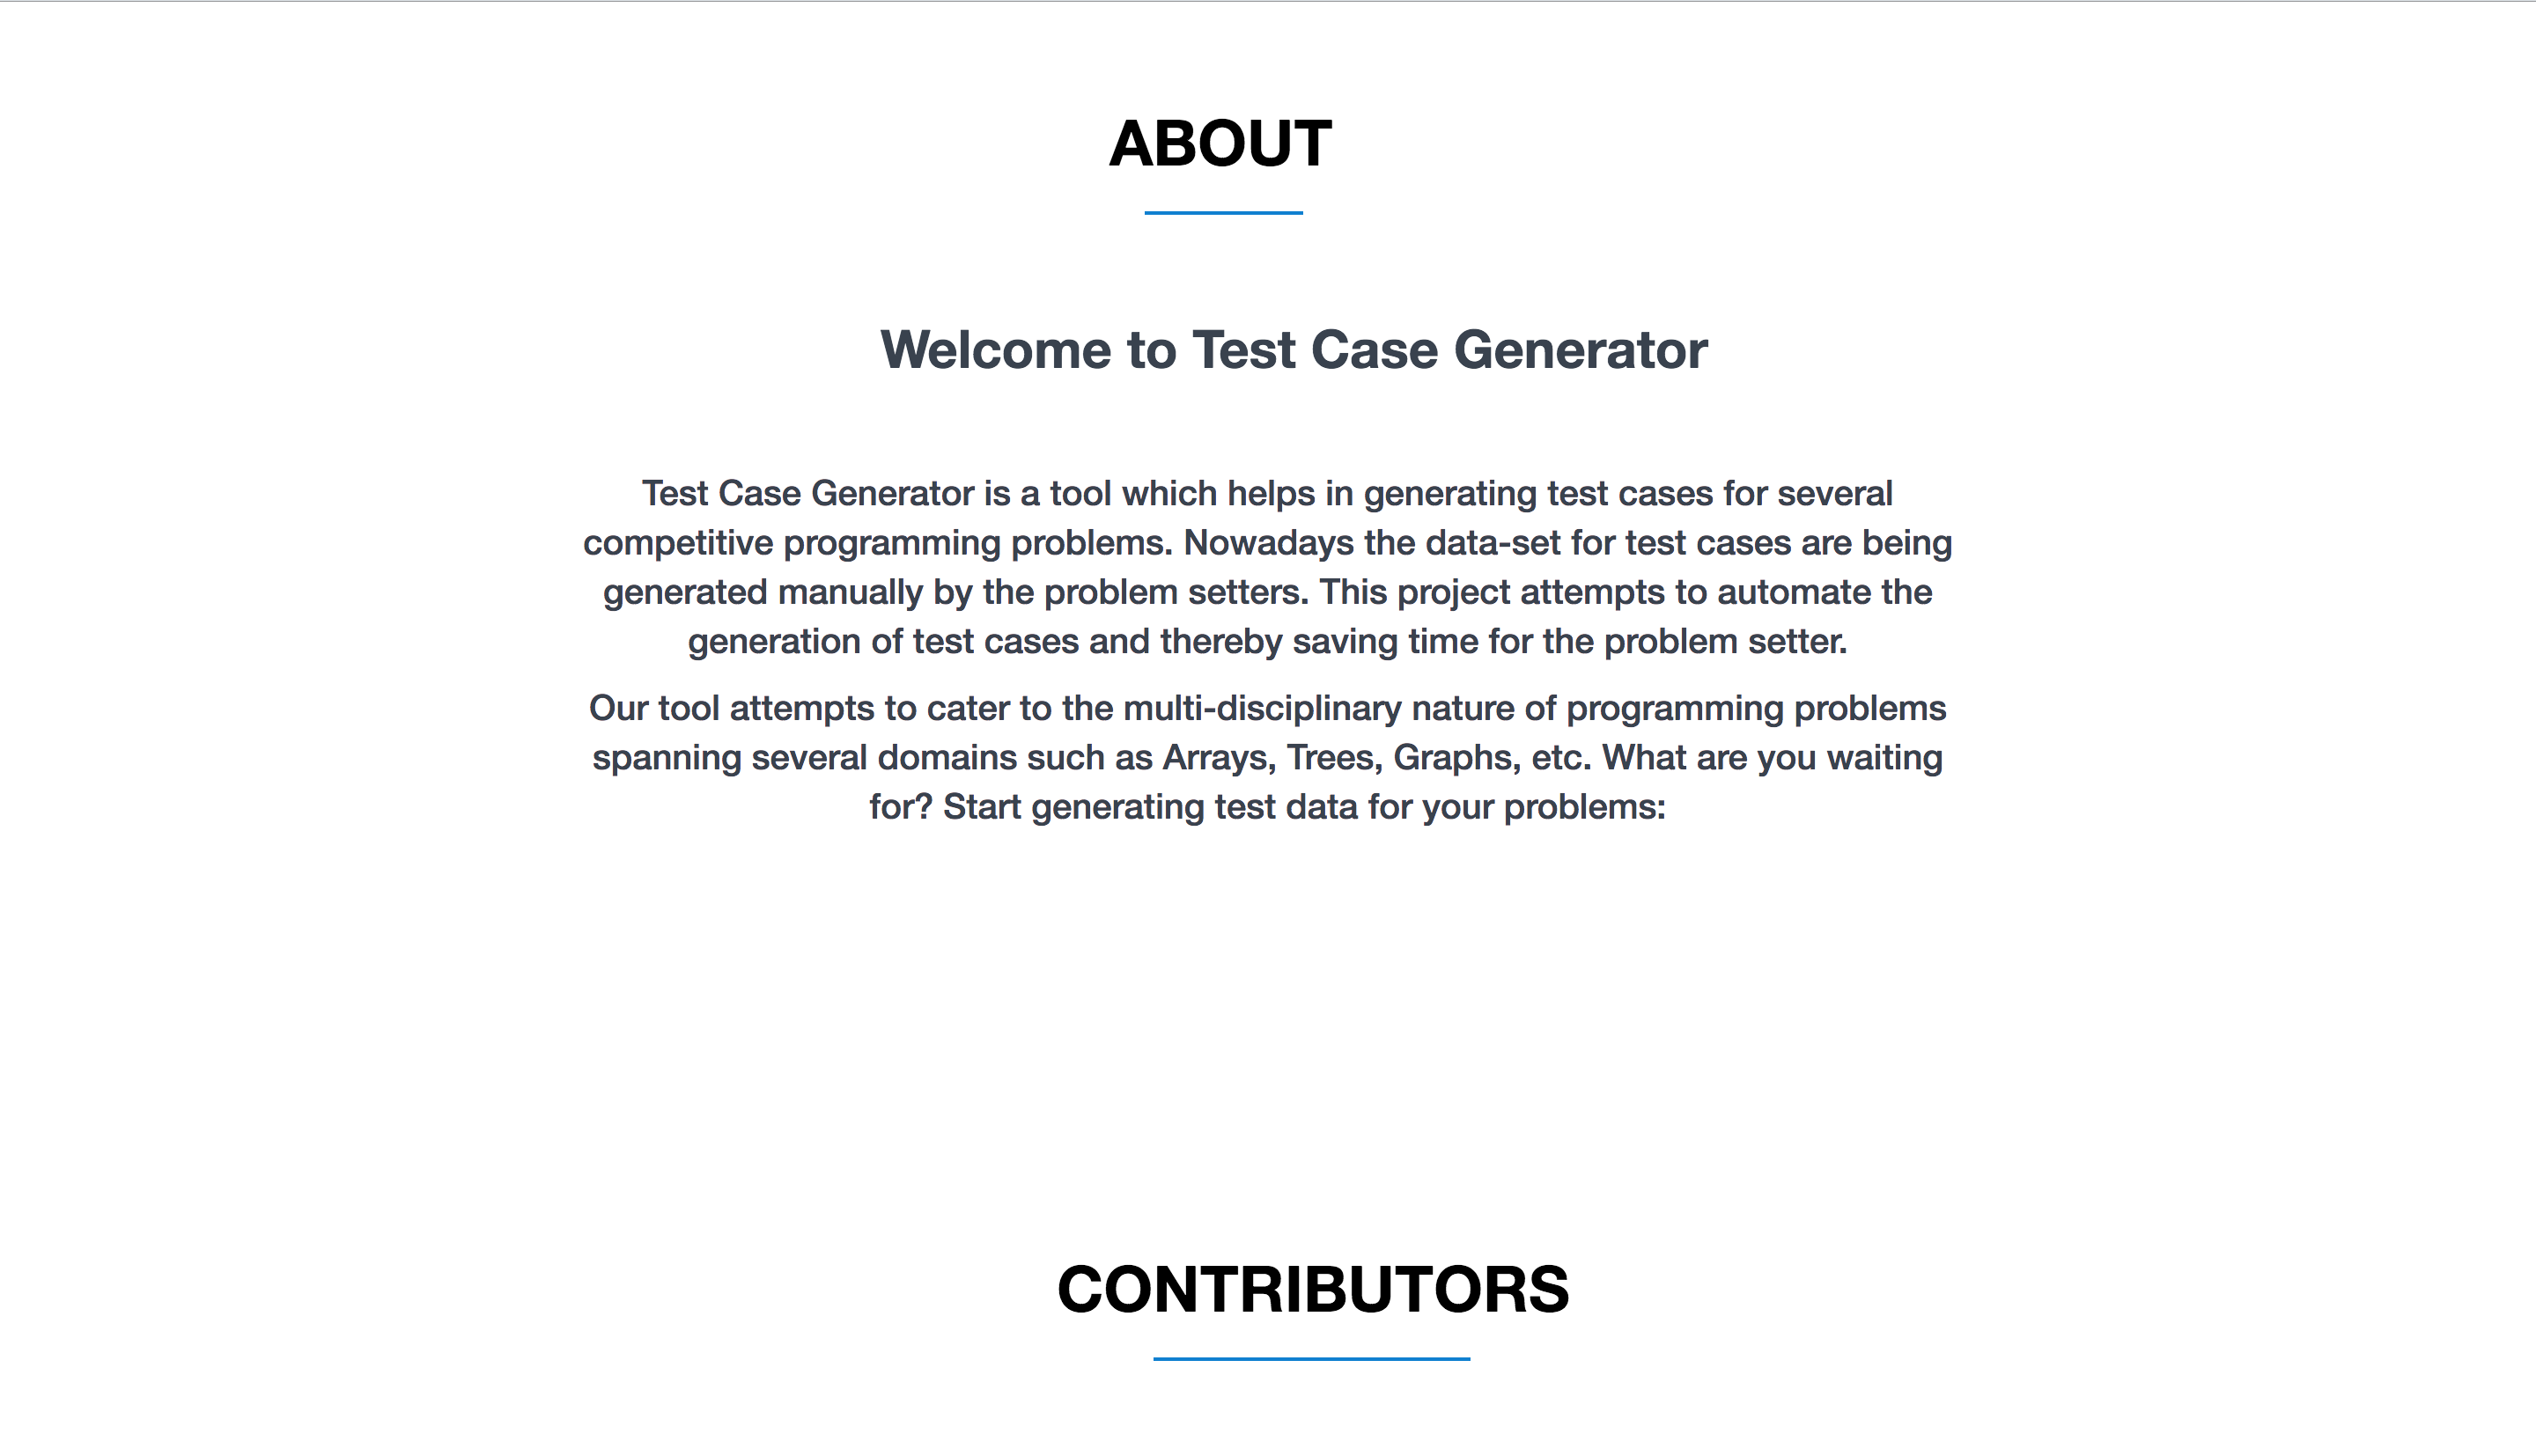 ABOUT
Welcome to Test Case Generator
Test Case Generator is a tool which helps in generating test cases for several
competitive programming problems. Nowadays the data-set for test cases are being
generated manually by the problem setters. This project attempts to automate the
generation of test cases and thereby saving time for the problem setter.
Our tool attempts to cater to the multi-disciplinary nature of programming problems
spanning several domains such as Arrays, Trees, Graphs, etc. What are you waiting
for? Start generating test data for your problems:
CONTRIBUTORS